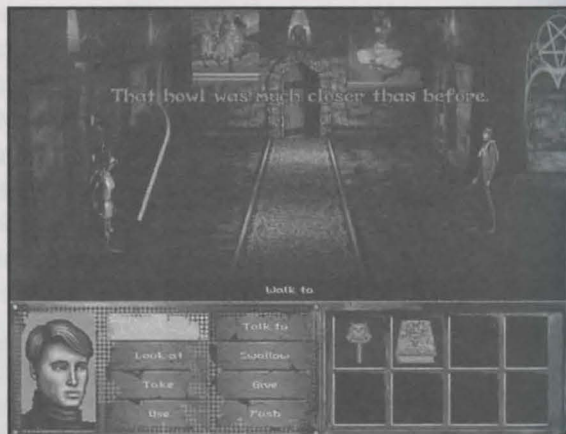 That howl was much closer than before.
Walk to
Talk to
Look at
Swallow
Take
Give
Use
Push